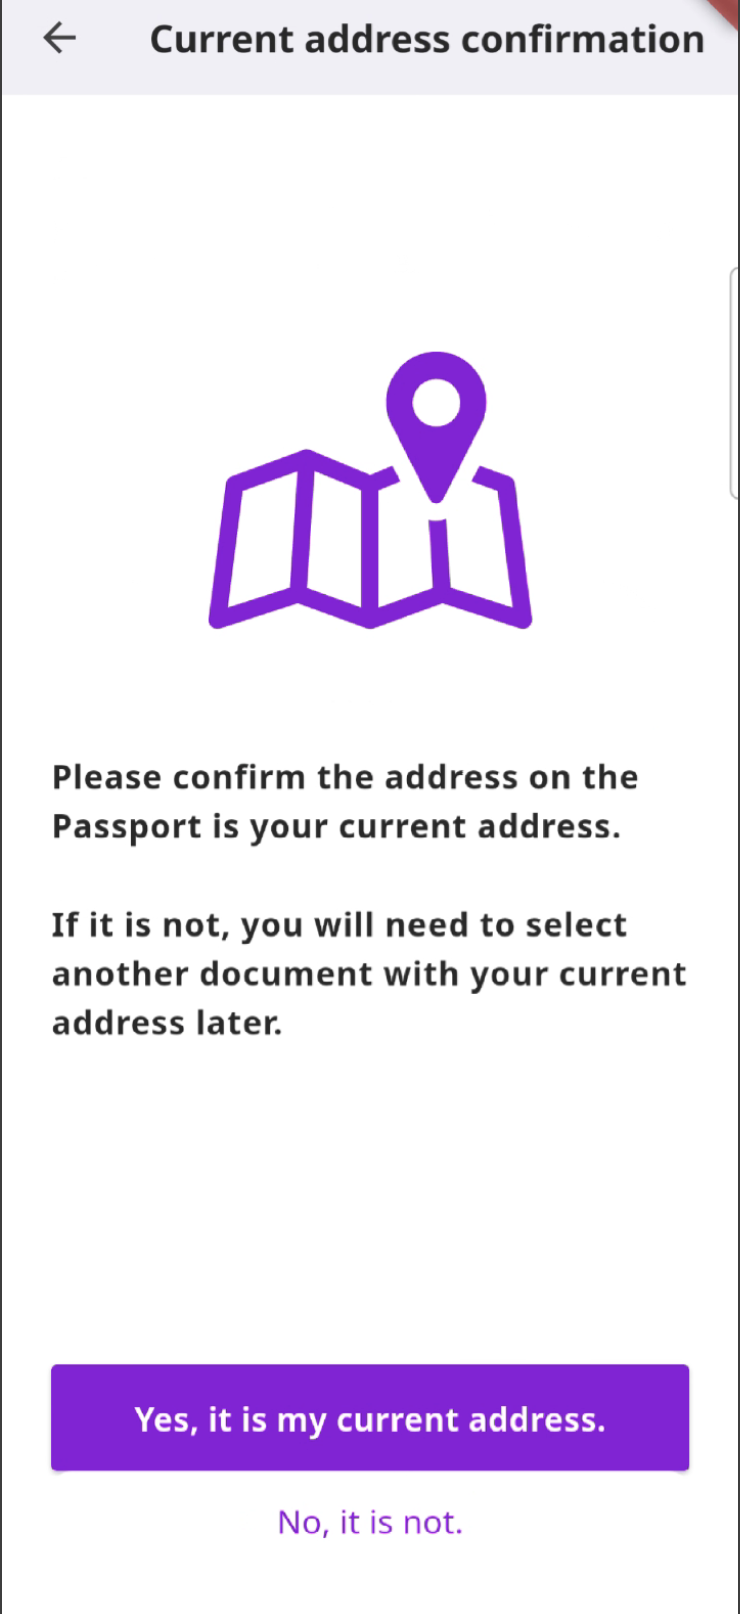 Current address confirmation
Please confirm the address on the
Passport is your current address.
If it is not, you will need to select
another document with your current
address later.
Yes, it is my current address.
No, it is not.